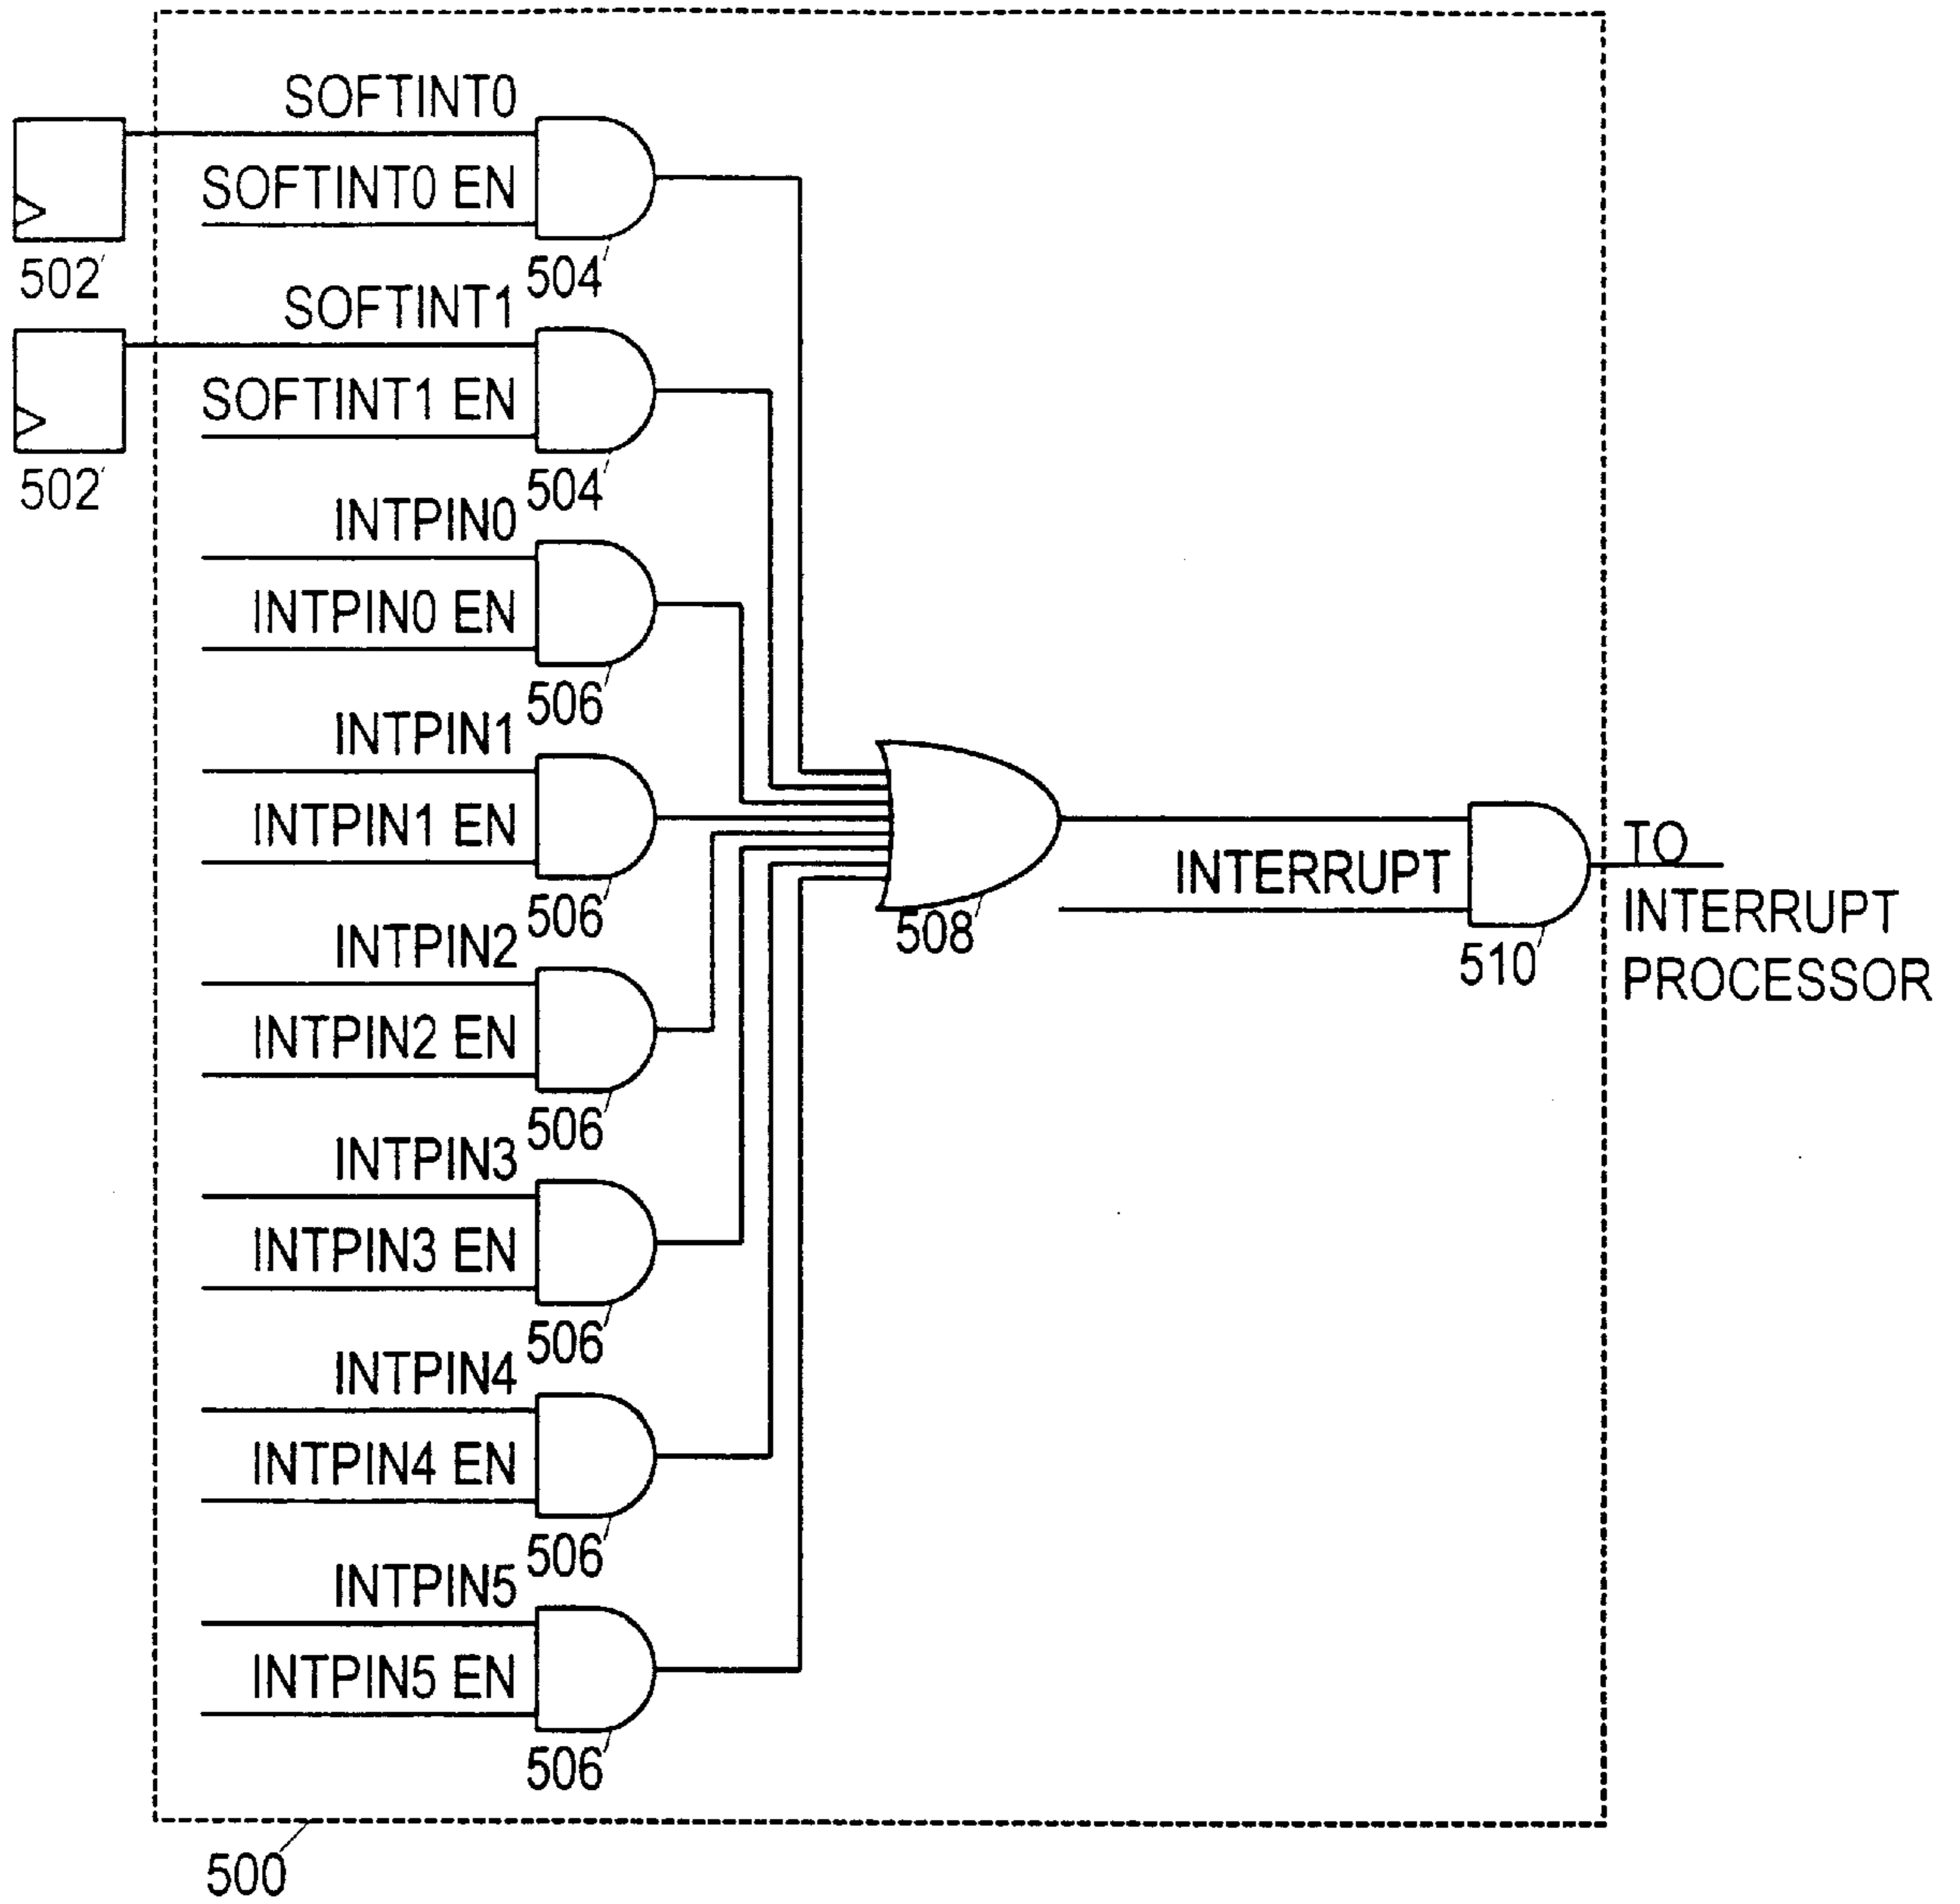 SOFTINT0
SOFTINT0 EN
502
504
SOFTINT1
SOFTINT1 EN
502
504
INTPIN0
INTPIN0 EN
506
INTPIN1
INTPIN1 EN
506
INTPIN2
INTPIN2 EN
506
INTPIN3
INTPIN3 EN
506
INTPIN4
INTPIN4 EN
506
INTPIN5
INTPIN5 EN
506
508
INTERRUPT
510
TO
INTERRUPT
PROCESSOR
500